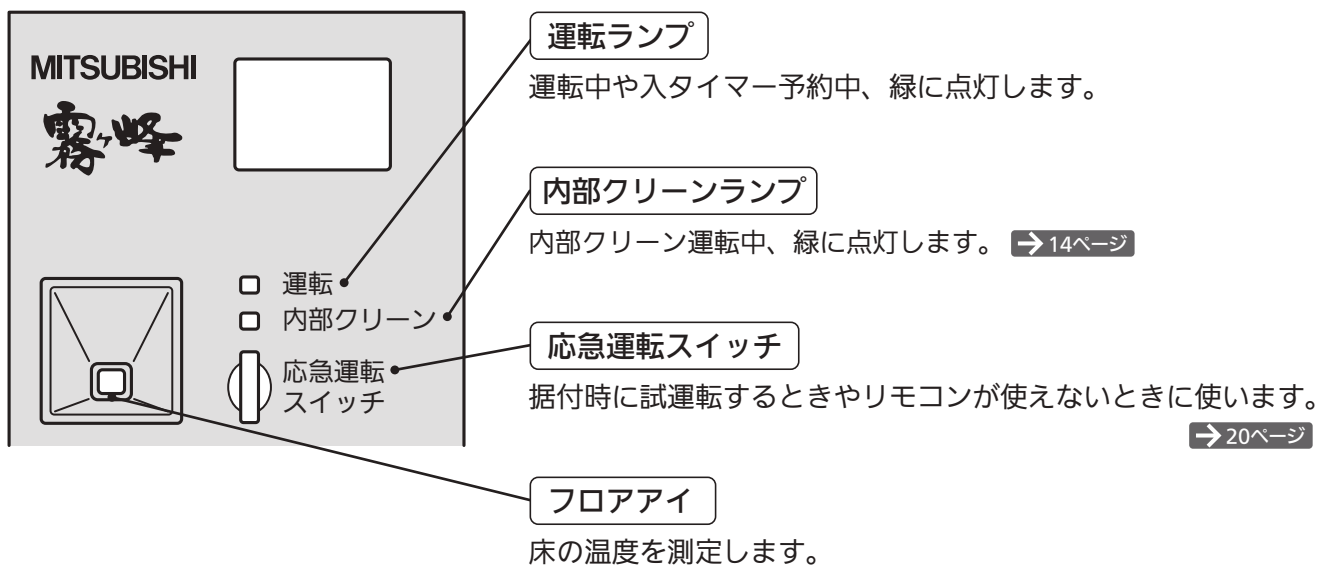 MITSUBISHI
霧ヶ峰
運転
内部クリーン
応急運転
スイッチ
運転ランプ
運転中や入タイマー予約中、緑に点灯します。
内部クリーンランプ
内部クリーン運転中、緑に点灯します。 →14ページ
応急運転スイッチ
据付時に試運転するときやリモコンが使えないときに使います。
→20ページ
フロアアイ
床の温度を測定します。